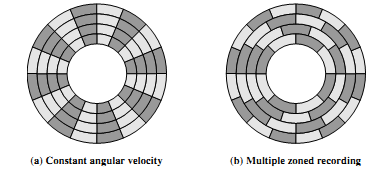 (a) Constant angular velocity
(b) Multiple zoned recording